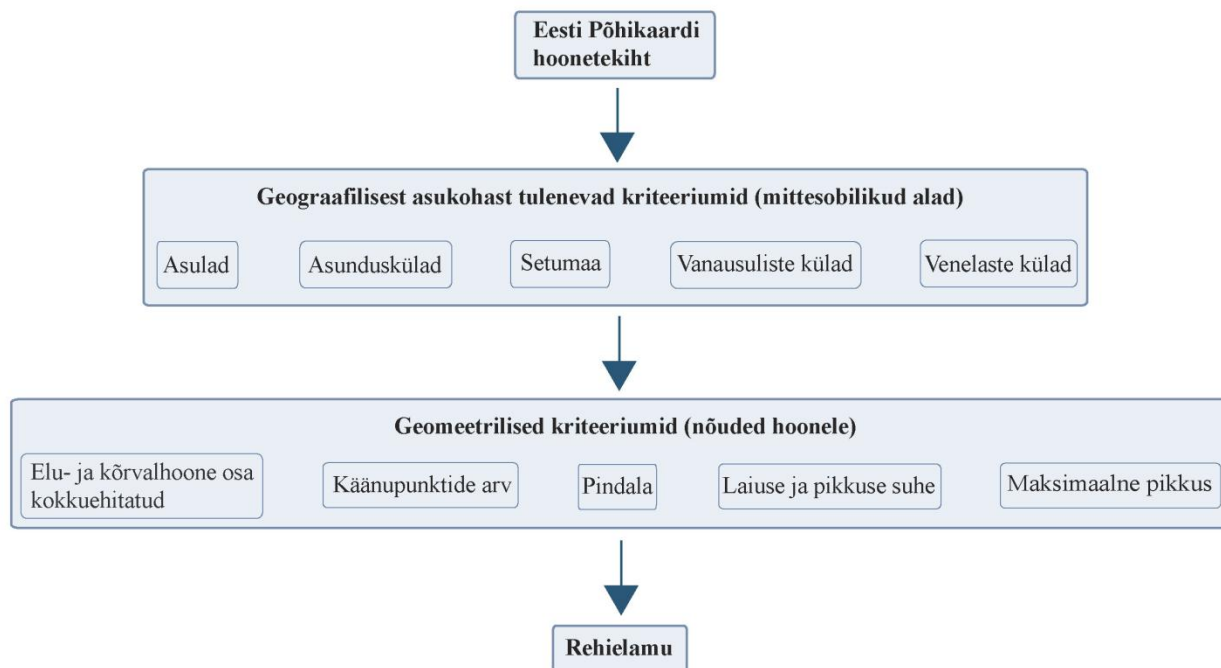 Eesti Põhikaardi
hoonetekiht
Geograafilisest asukohast tulenevad kriteeriumid (mittesobilikud alad)
Asulad
Asunduskülad
Setumaa
Vanausuliste külad
Venelaste külad
Geomeetrilised kriteeriumid (nõuded hoonele)
Elu- ja kõrvalhoone osa
kokkuehitatud
Käänupunktide arv
Pindala
Laiuse ja pikkuse suhe
Maksimaalne pikkus
Rehielamu